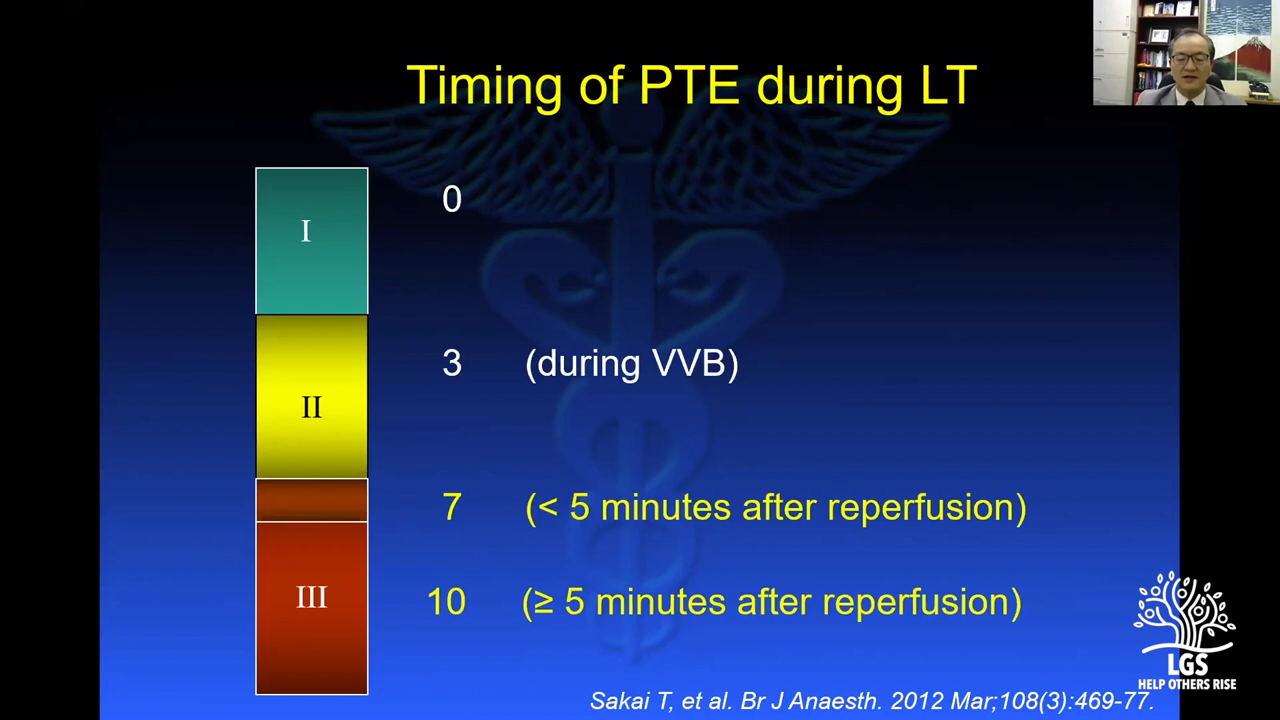 Timing of PTE during LT
I
0
II
3 (during VVB)
7 (< 5 minutes after reperfusion)
III
10 (≥ 5 minutes after reperfusion)
LGS
HELP OTHERS RISE
Sakai T, et al. Br J Anaesth. 2012 Mar;108(3):469-77.